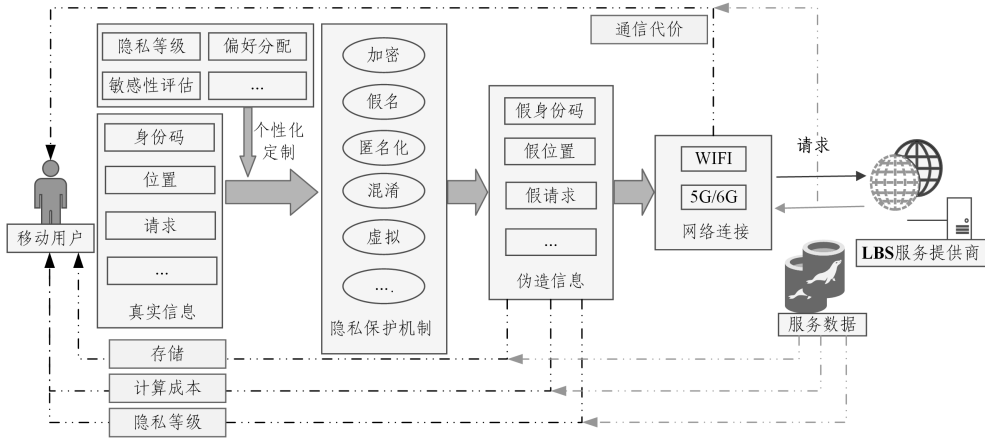 通信代价
隐私等级
偏好分配
敏感性评估
...
个性化
定制
身份码
位置
请求
...
真实信息
移动用户
加密
假名
匿名化
混淆
虚拟
....
隐私保护机制
假身份码
假位置
假请求
...
伪造信息
WIFI
5G/6G
网络连接
请求
LBS服务提供商
服务数据
存储
计算成本
隐私等级